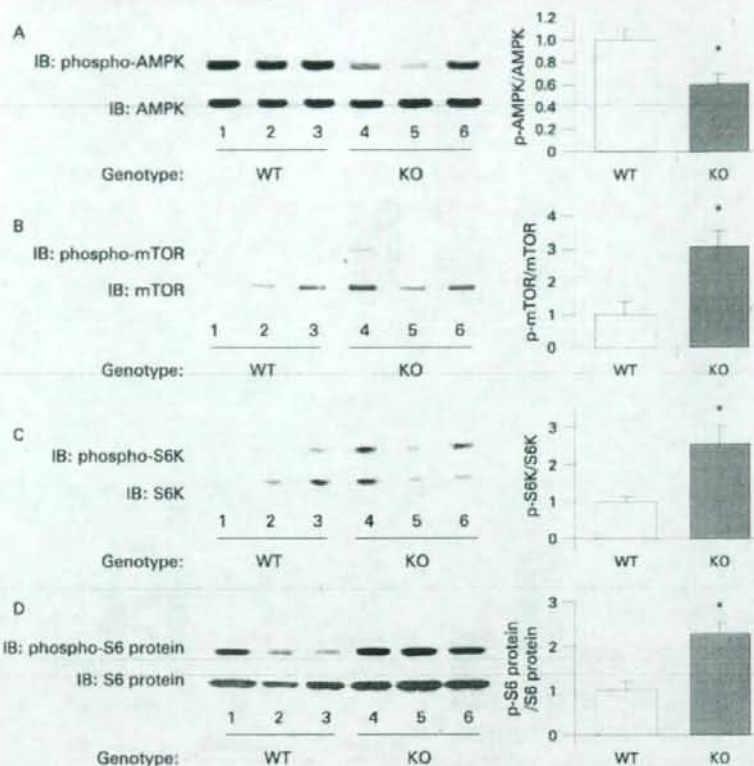 A
IB: phospho-AMPK
IB: AMPK
1 2 3 4 5 6
Genotype: WT KO
p-AMPK/AMPK
1.2
1.0
0.8
0.6
0.4
0.2
0
*
WT KO
B
IB: phospho-mTOR
IB: mTOR
1 2 3 4 5 6
Genotype: WT KO
p-mTOR/mTOR
4
3
2
1
0
*
WT KO
C
IB: phospho-S6K
IB: S6K
1 2 3 4 5 6
Genotype: WT KO
p-S6K/S6K
3
2
1
0
*
WT KO
D
IB: phospho-S6 protein
IB: S6 protein
1 2 3 4 5 6
Genotype: WT KO
p-S6 protein
/S6 protein
3
2
1
0
*
WT KO